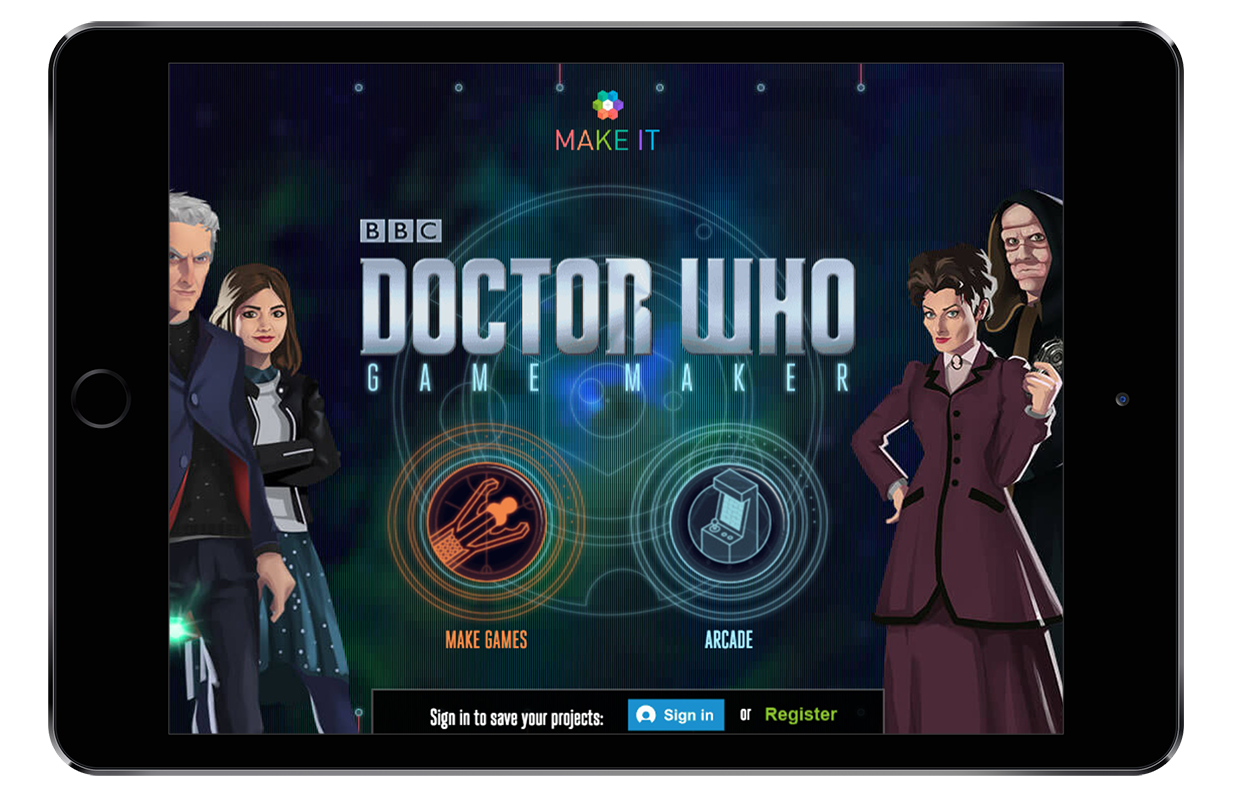 MAKE IT
BBC
DOCTOR WHO
GAME MAKER
MAKE GAMES
ARCADE
Sign in to save your projects: Sign in or Register